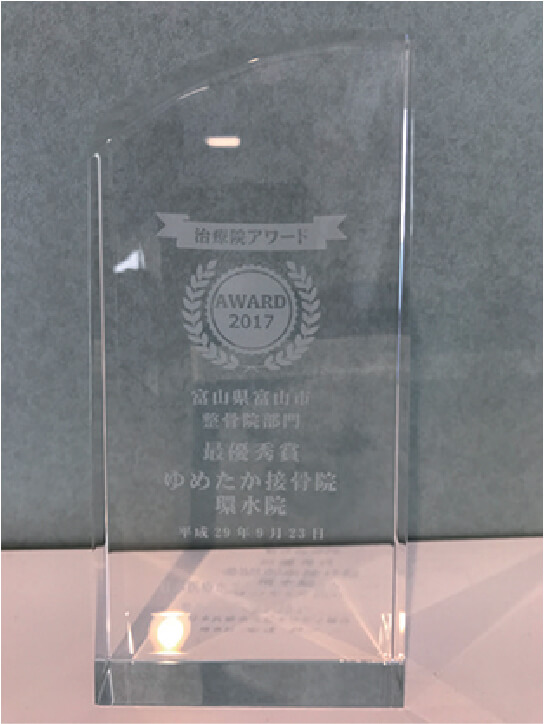 治療院アワード
AWARD
2017
富山県富山市
整骨院部門
最優秀賞
ゆめたか接骨院
環水院
平成29年9月23日